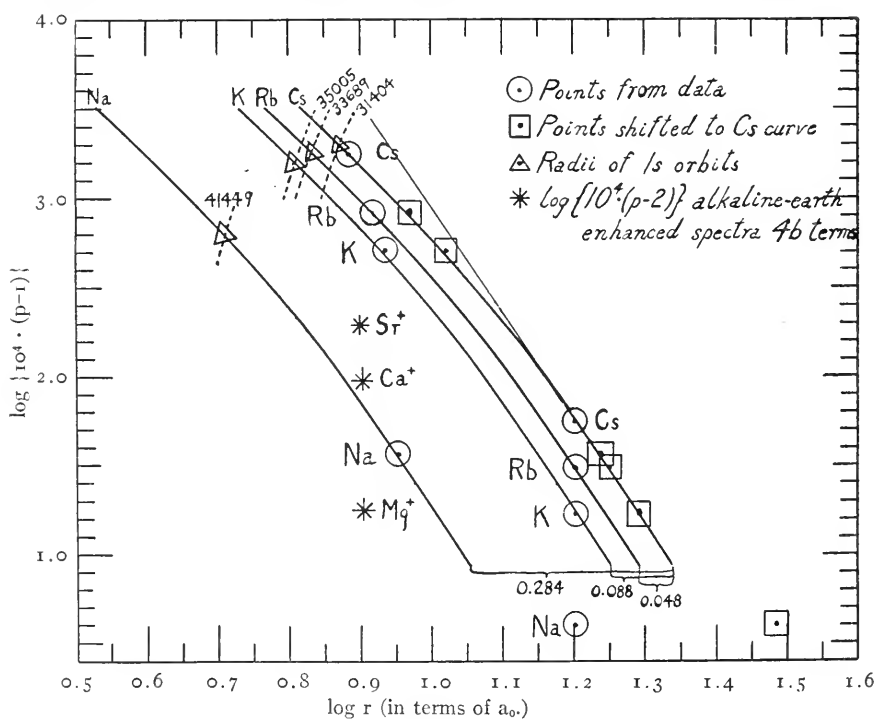 4.0
3.0
2.0
1.0
log {10⁴ · (p−1)}
Na
K Rb Cs
35005
33689
31404
41449
Points from data
Points shifted to Cs curve
Radii of 1s orbits
log{10⁴·(p-2)} alkaline-earth
enhanced spectra 4b terms
Cs
Rb
K
Sr⁺
Ca⁺
Na
Mg⁺
Cs
Rb
K
0.284
0.088
0.048
Na
0.5 0.6 0.7 0.8 0.9 1.0 1.1 1.2 1.3 1.4 1.5 1.6
log r (in terms of a₀.)